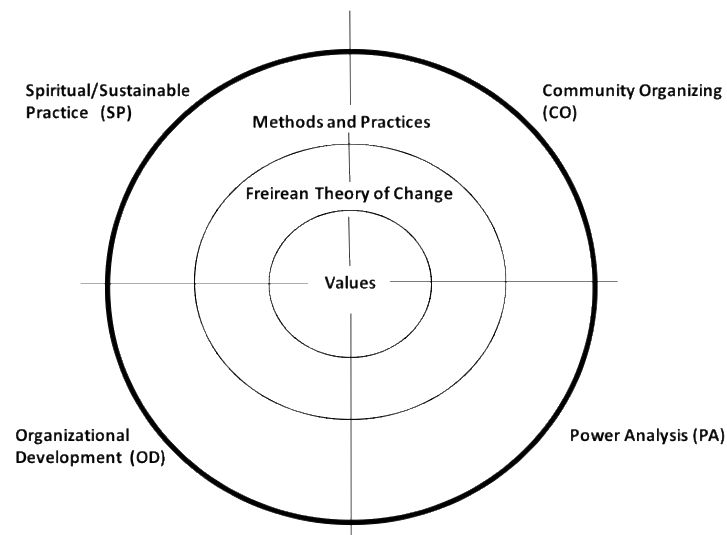 Spiritual/Sustainable
Practice (SP)
Community Organizing
(CO)
Methods and Practices
Freirean Theory of Change
Values
Organizational
Development (OD)
Power Analysis (PA)